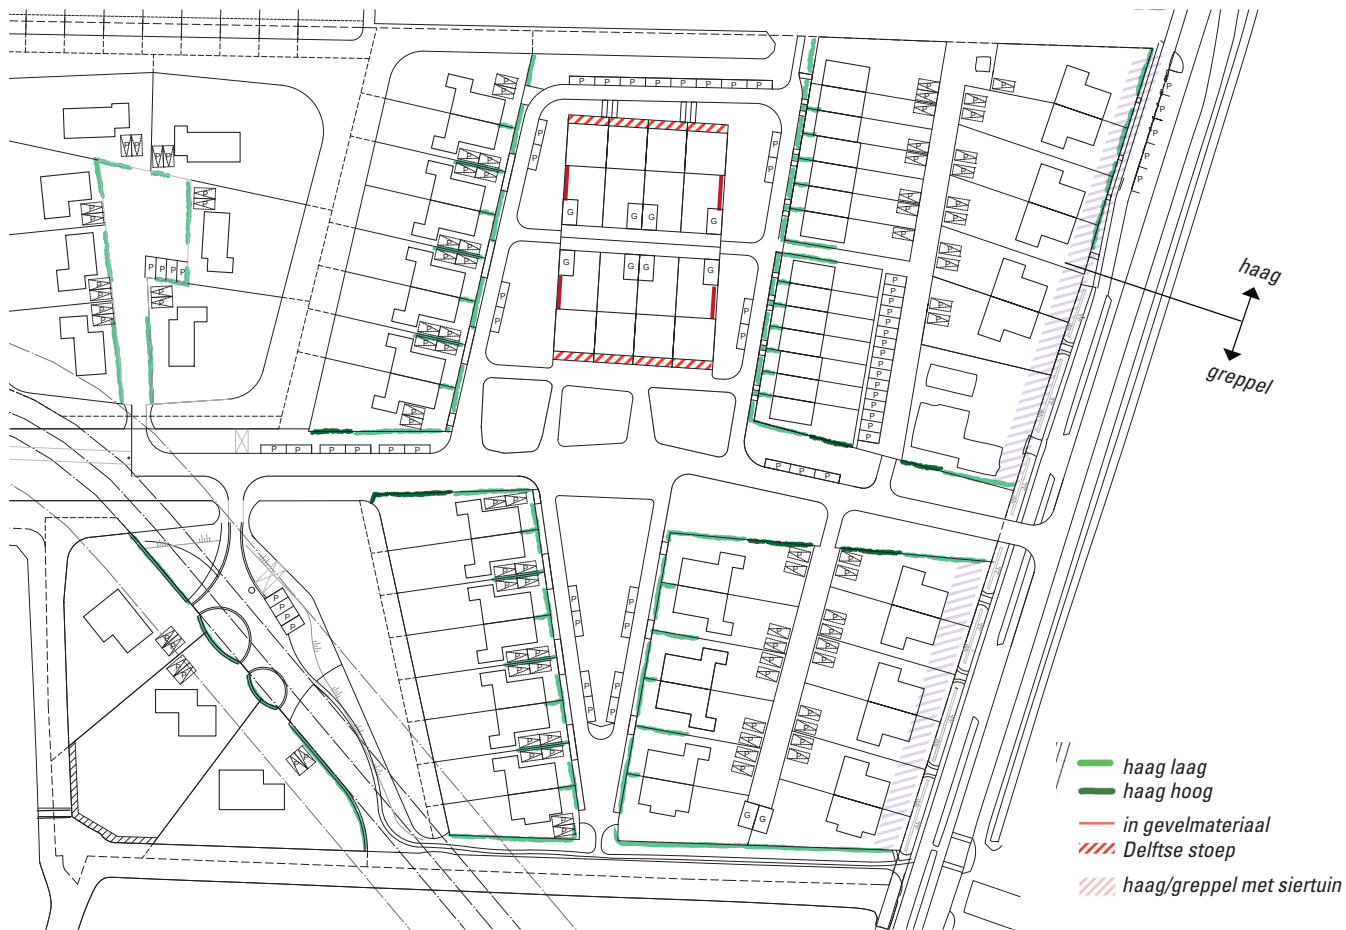 haag
greppel
haag laag
haag hoog
in gevelmateriaal
Delftse stoep
haag/greppel met siertuin
P P P P P P P P
G G G G
G G G G
P P P P
P P P P P P
P P P
P P P P
G G